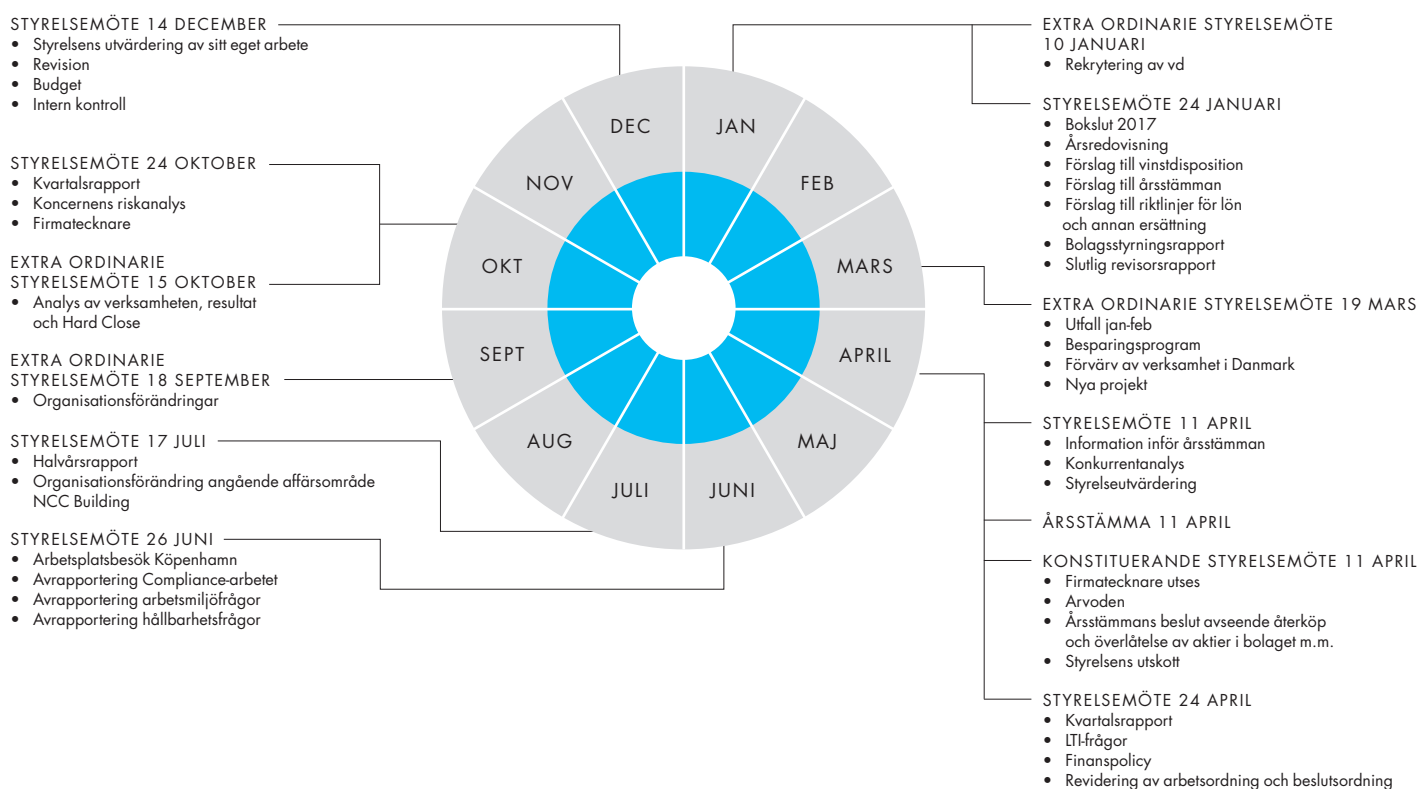 STYRELSEMÖTE 14 DECEMBER
• Styrelsens utvärdering av sitt eget arbete
• Revision
• Budget
• Intern kontroll
STYRELSEMÖTE 24 OKTOBER
• Kvartalsrapport
• Koncernens riskanalys
• Firmatecknare
EXTRA ORDINARIE
STYRELSEMÖTE 15 OKTOBER
• Analys av verksamheten, resultat
och Hard Close
EXTRA ORDINARIE
STYRELSEMÖTE 18 SEPTEMBER
• Organisationsförändringar
STYRELSEMÖTE 17 JULI
• Halvårsrapport
• Organisationsförändring angående affärsområde
NCC Building
STYRELSEMÖTE 26 JUNI
• Arbetsplatsbesök Köpenhamn
• Avrapportering Compliance-arbetet
• Avrapportering arbetsmiljöfrågor
• Avrapportering hållbarhetsfrågor
JAN
FEB
MARS
APRIL
MAJ
JUNI
JULI
AUG
SEPT
OKT
NOV
DEC
EXTRA ORDINARIE STYRELSEMÖTE
10 JANUARI
• Rekrytering av vd
STYRELSEMÖTE 24 JANUARI
• Bokslut 2017
• Årsredovisning
• Förslag till vinstdisposition
• Förslag till årsstämman
• Förslag till riktlinjer för lön
och annan ersättning
• Bolagsstyrningsrapport
• Slutlig revisorsrapport
EXTRA ORDINARIE STYRELSEMÖTE 19 MARS
• Utfall jan-feb
• Besparingsprogram
• Förvärv av verksamhet i Danmark
• Nya projekt
STYRELSEMÖTE 11 APRIL
• Information inför årsstämman
• Konkurrentanalys
• Styrelseutvärdering
ÅRSSTÄMMA 11 APRIL
KONSTITUERANDE STYRELSEMÖTE 11 APRIL
• Firmatecknare utses
• Arvoden
• Årsstämmans beslut avseende återköp
och överlåtelse av aktier i bolaget m.m.
• Styrelsens utskott
STYRELSEMÖTE 24 APRIL
• Kvartalsrapport
• LTI-frågor
• Finanspolicy
• Revidering av arbetsordning och beslutsordning